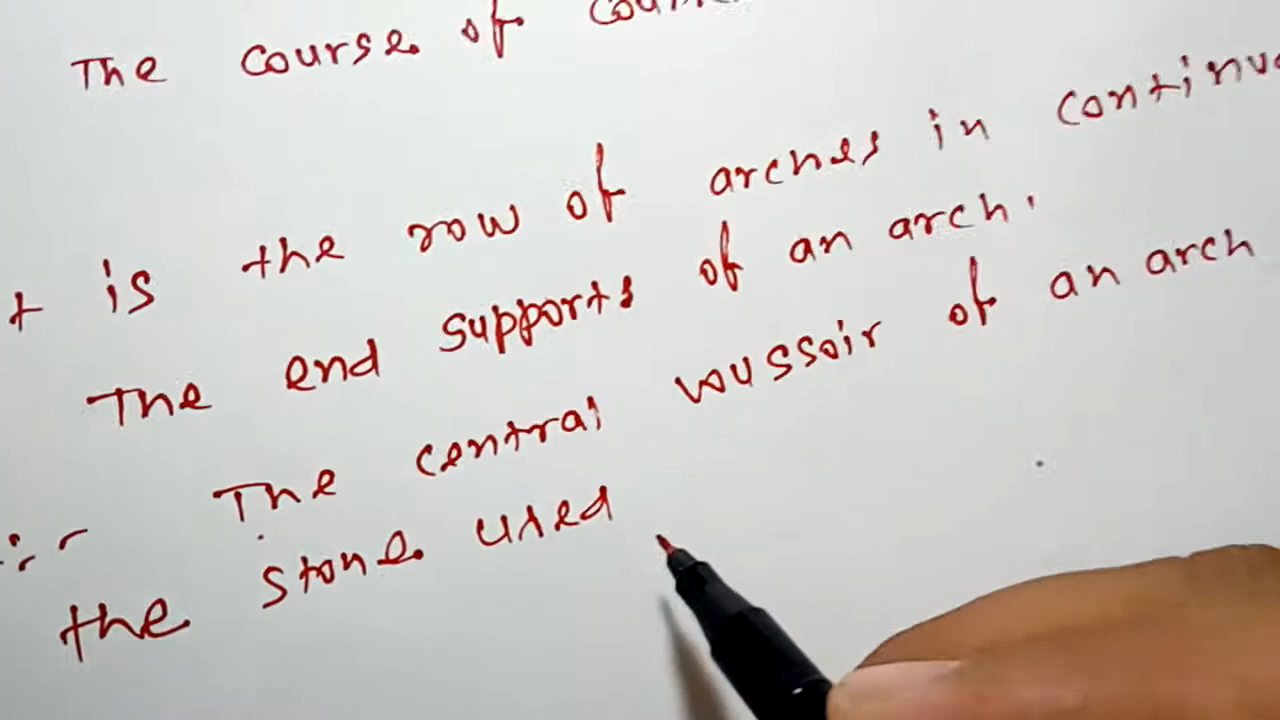 The course of
is the row of arches in
The end supports of an arch.
:- The central voussoir of an arch
the stone used